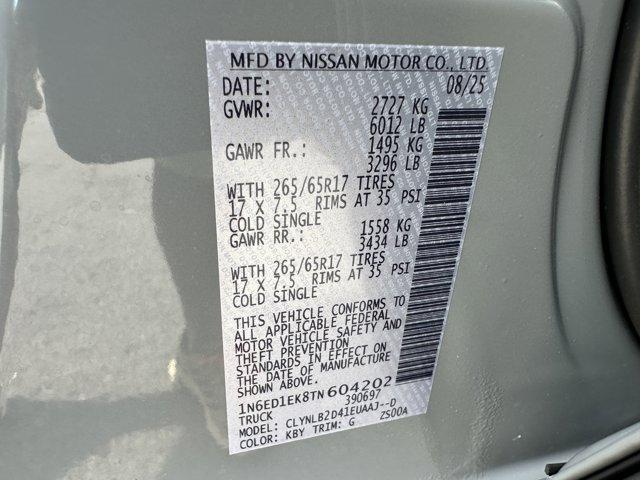 MFD BY NISSAN MOTOR CO., LTD.
DATE: 08/25
GVWR: 2727 KG
6012 LB
GAWR FR.: 1495 KG
3296 LB
WITH 265/65R17 TIRES
17 X 7.5 RIMS AT 35 PSI
COLD SINGLE
GAWR RR.: 1558 KG
3434 LB
WITH 265/65R17 TIRES
17 X 7.5 RIMS AT 35 PSI
COLD SINGLE
THIS VEHICLE CONFORMS TO
ALL APPLICABLE FEDERAL
MOTOR VEHICLE SAFETY AND
THEFT PREVENTION
STANDARDS IN EFFECT ON
THE DATE OF MANUFACTURE
SHOWN ABOVE.
1N6ED1EK8TN604202
TRUCK 390697
MODEL: CLYNLB2D41EUAAJ--D
COLOR: KBY TRIM: G ZS00A